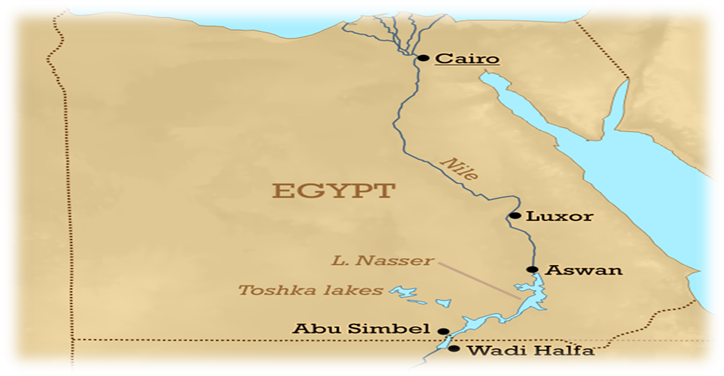 Cairo
Nile
EGYPT
Luxor
L. Nasser
Aswan
Toshka lakes
Abu Simbel
Wadi Halfa